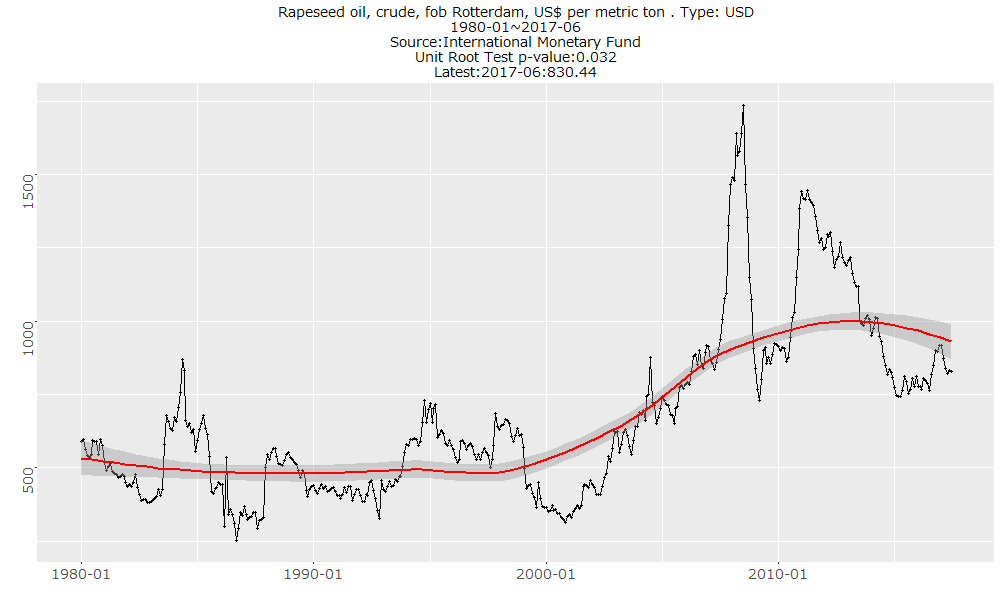 Rapeseed oil, crude, fob Rotterdam, US$ per metric ton . Type: USD
1980-01~2017-06
Source:International Monetary Fund
Unit Root Test p-value:0.032
Latest:2017-06:830.44
1500
1000
500
1980-01
1990-01
2000-01
2010-01